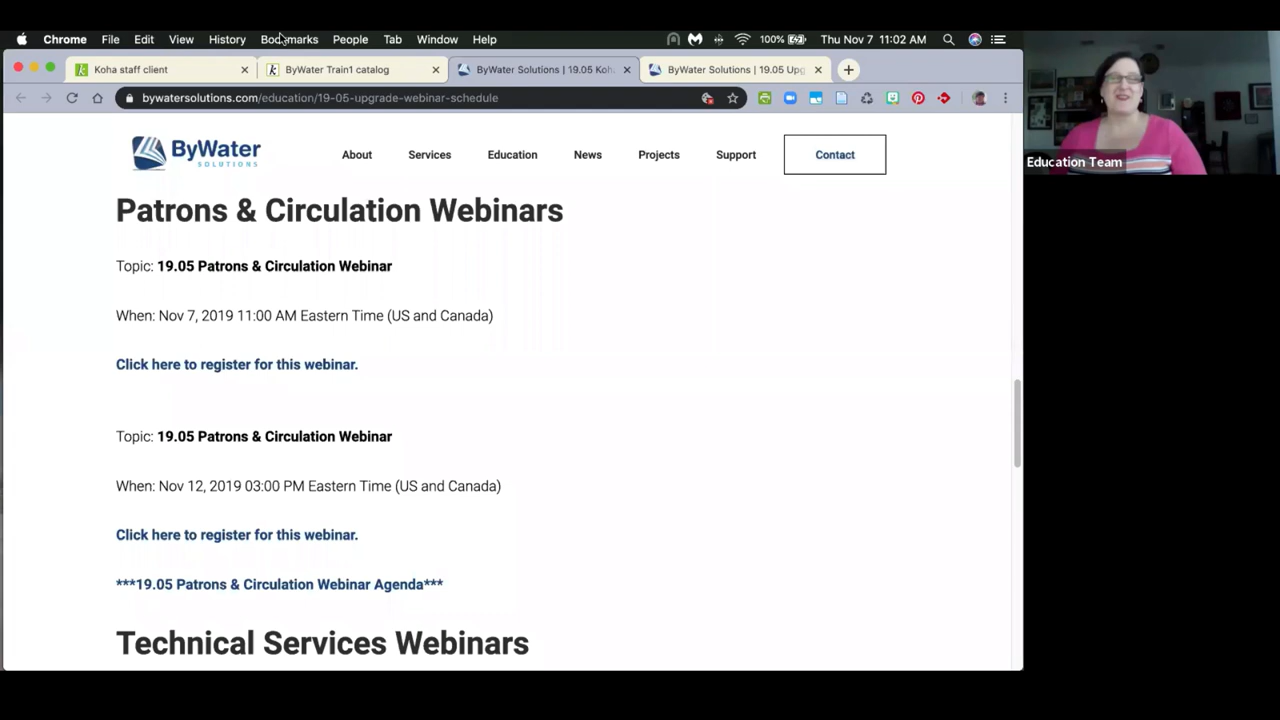 Chrome File Edit View History Bookmarks People Tab Window Help 100% Thu Nov 7 11:02 AM
Koha staff client ByWater Train1 catalog ByWater Solutions | 19.05 Koh ByWater Solutions | 19.05 Upg
bywatersolutions.com/education/19-05-upgrade-webinar-schedule
ByWater
SOLUTIONS
About Services Education News Projects Support Contact
Education Team
Patrons & Circulation Webinars
Topic: 19.05 Patrons & Circulation Webinar
When: Nov 7, 2019 11:00 AM Eastern Time (US and Canada)
Click here to register for this webinar.
Topic: 19.05 Patrons & Circulation Webinar
When: Nov 12, 2019 03:00 PM Eastern Time (US and Canada)
Click here to register for this webinar.
***19.05 Patrons & Circulation Webinar Agenda***
Technical Services Webinars